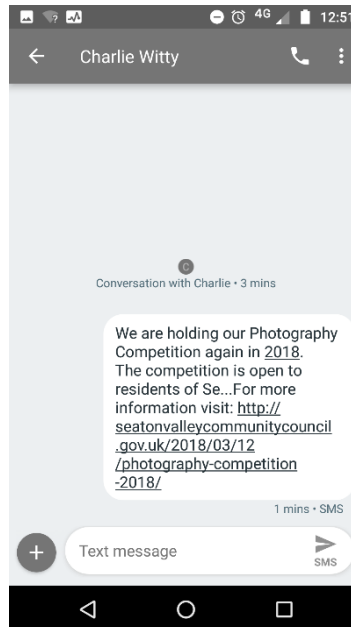 4G 12:51
Charlie Witty
C
Conversation with Charlie • 3 mins
We are holding our Photography
Competition again in 2018.
The competition is open to
residents of Se...For more
information visit: http://
seatonvalleycommunitycouncil
.gov.uk/2018/03/12
/photography-competition
-2018/
1 mins • SMS
+ Text message
SMS